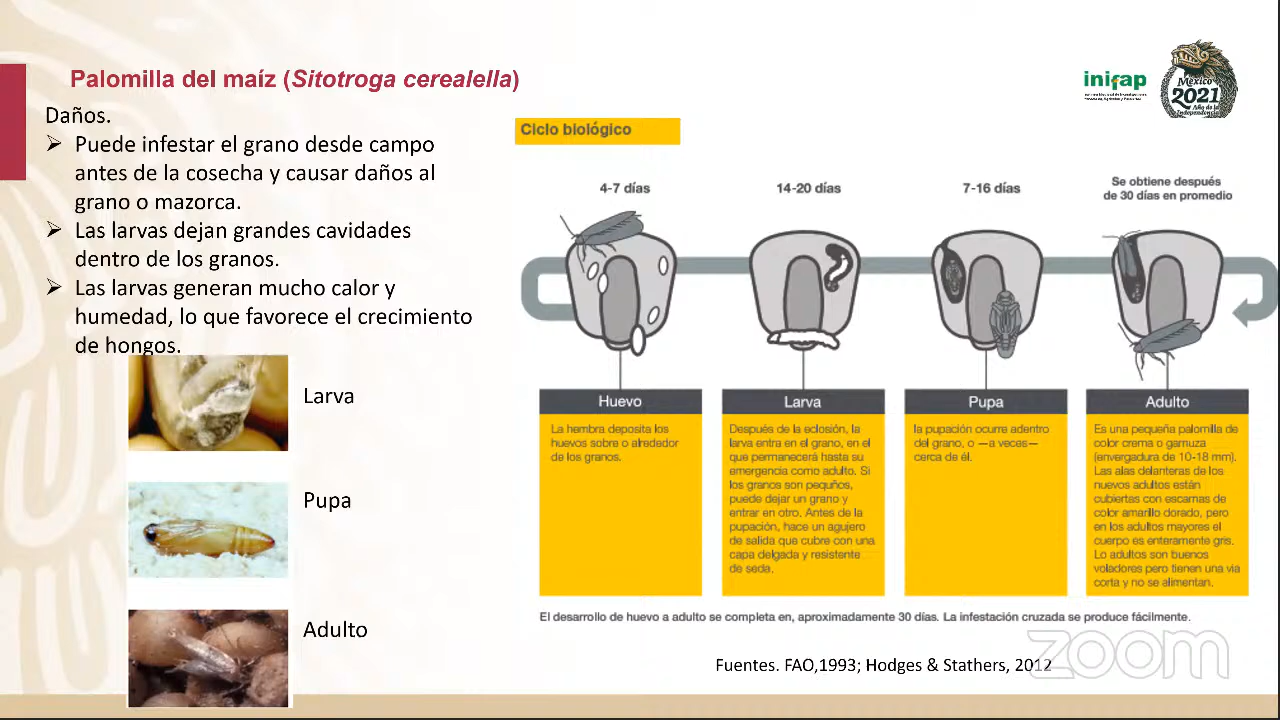 Palomilla del maíz (Sitotroga cerealella)
inifap
México
2021
Año de la
Independencia
Daños.
Puede infestar el grano desde campo
antes de la cosecha y causar daños al
grano o mazorca.
Las larvas dejan grandes cavidades
dentro de los granos.
Las larvas generan mucho calor y
humedad, lo que favorece el crecimiento
de hongos.
Larva
Pupa
Adulto
Ciclo biológico
4-7 días
14-20 días
7-16 días
Se obtiene después
de 30 días en promedio
Huevo
La hembra deposita los
huevos sobre o alrededor
de los granos.
Larva
Después de la eclosión, la
larva entra en el grano, en el
que permanecerá hasta su
emergencia como adulto. Si
los granos son pequños,
puede dejar un grano y
entrar en otro. Antes de la
pupación, hace un agujero
de salida que cubre con una
capa delgada y resistente
de seda.
Pupa
la pupación ocurre adentro
del grano, o —a veces—
cerca de él.
Adulto
Es una pequeña palomilla de
color crema o gamuza
(envergadura de 10-18 mm).
Las alas delanteras de los
nuevos adultos están
cubiertas con escamas de
color amarillo dorado, pero
en los adultos mayores el
cuerpo es enteramente gris.
Lo adultos son buenos
voladores pero tienen una via
corta y no se alimentan.
El desarrollo de huevo a adulto se completa en, aproximadamente 30 días. La infestación cruzada se produce fácilmente.
Fuentes. FAO,1993; Hodges & Stathers, 2012
zoom